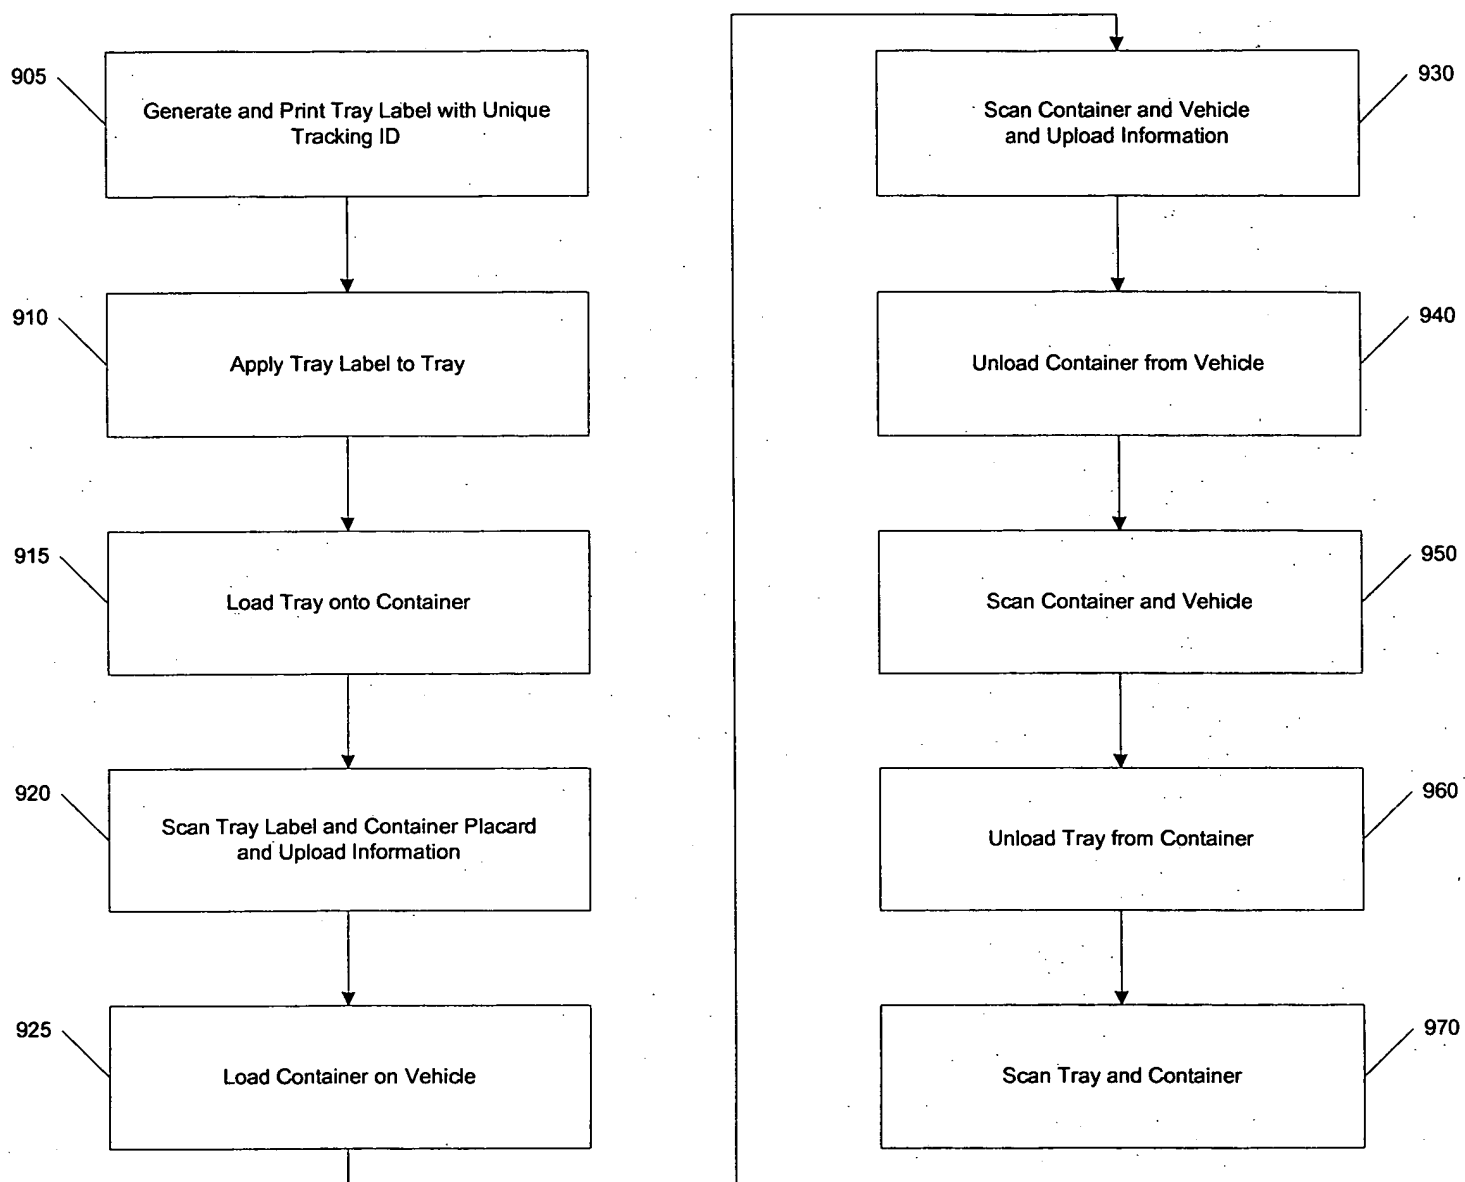 905
Generate and Print Tray Label with Unique
Tracking ID
910
Apply Tray Label to Tray
915
Load Tray onto Container
920
Scan Tray Label and Container Placard
and Upload Information
925
Load Container on Vehicle
930
Scan Container and Vehicle
and Upload Information
940
Unload Container from Vehicle
950
Scan Container and Vehicle
960
Unload Tray from Container
970
Scan Tray and Container